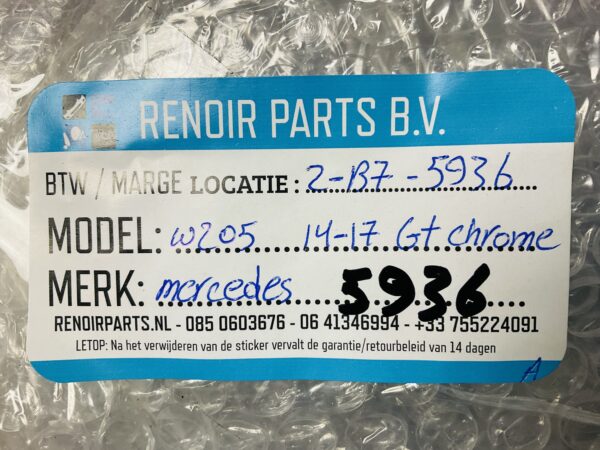 RENOIR PARTS B.V.
BTW / MARGE LOCATIE : 2-B7-5936
MODEL: W205 14-17 Gt chrome
MERK: mercedes 5936
RENOIRPARTS.NL - 085 0603676 - 06 41346994 - +33 755224091
LETOP: Na het verwijderen van de sticker vervalt de garantie/retourbeleid van 14 dagen
A